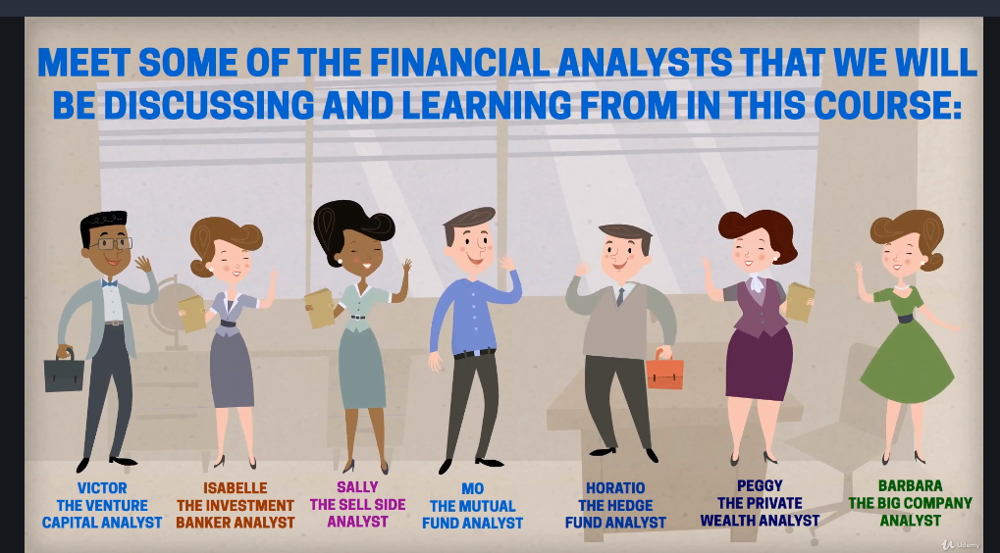 MEET SOME OF THE FINANCIAL ANALYSTS THAT WE WILL
BE DISCUSSING AND LEARNING FROM IN THIS COURSE:
VICTOR
THE VENTURE
CAPITAL ANALYST
ISABELLE
THE INVESTMENT
BANKER ANALYST
SALLY
THE SELL SIDE
ANALYST
MO
THE MUTUAL
FUND ANALYST
HORATIO
THE HEDGE
FUND ANALYST
PEGGY
THE PRIVATE
WEALTH ANALYST
BARBARA
THE BIG COMPANY
ANALYST
Udemy